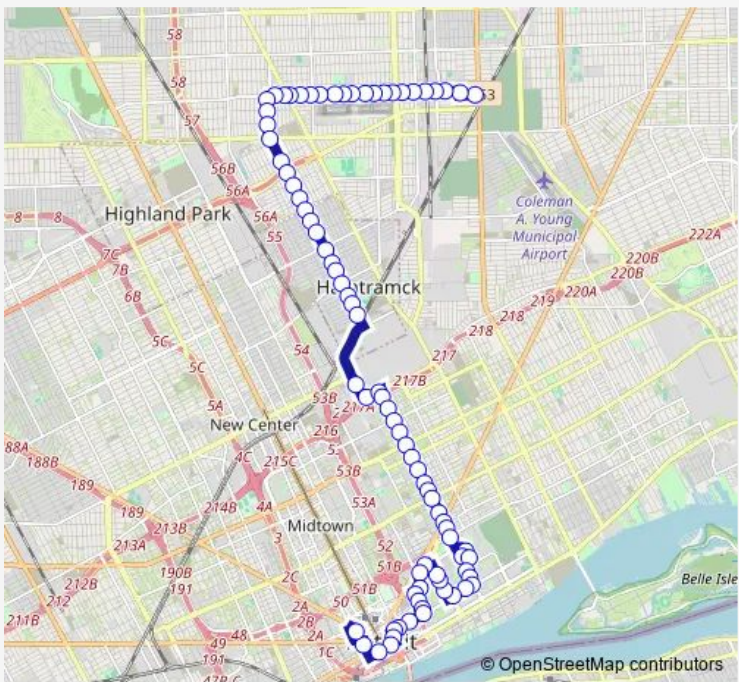 58
58
57
56B
56A
56A
53
Coleman
A. Young
Municipal
Airport
Highland Park
8
8
55
222A
7C
7B
6B
220B
220B
220A
219
218
218
Hamtramck
5C
54
217
5C
217B
5A
53B
217A
New Center
216
188A
188B
4C
215C
53B
189
214B
4A
53A
189
213B
213A
Midtown
3
52
190B
191
2C
51B
212B
212
51B
50
2A
2B
Belle Isle
211B
48
49
2A
1C
191
47B C
© OpenStreetMap contributors